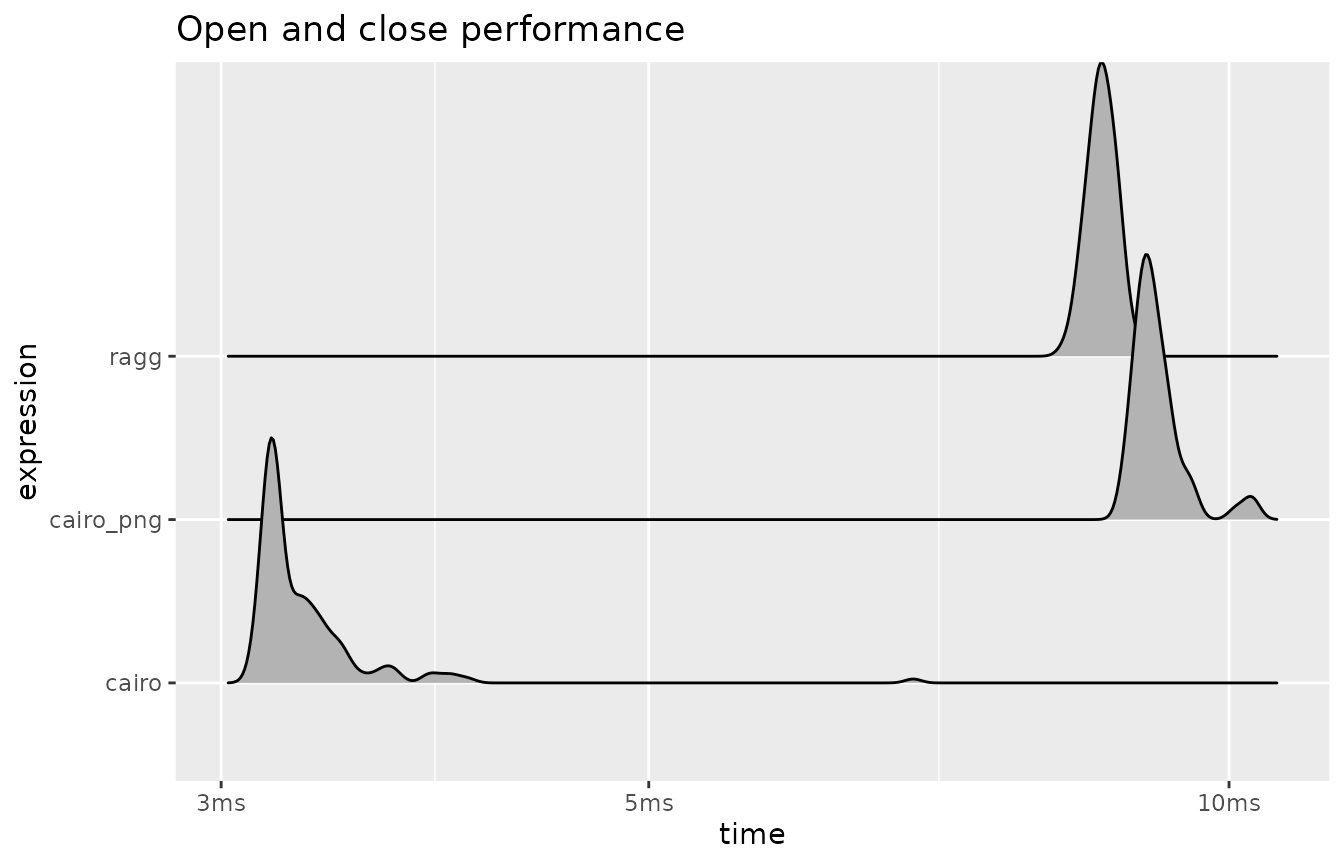 Open and close performance
expression
ragg
cairo_png
cairo
3ms 5ms 10ms
time